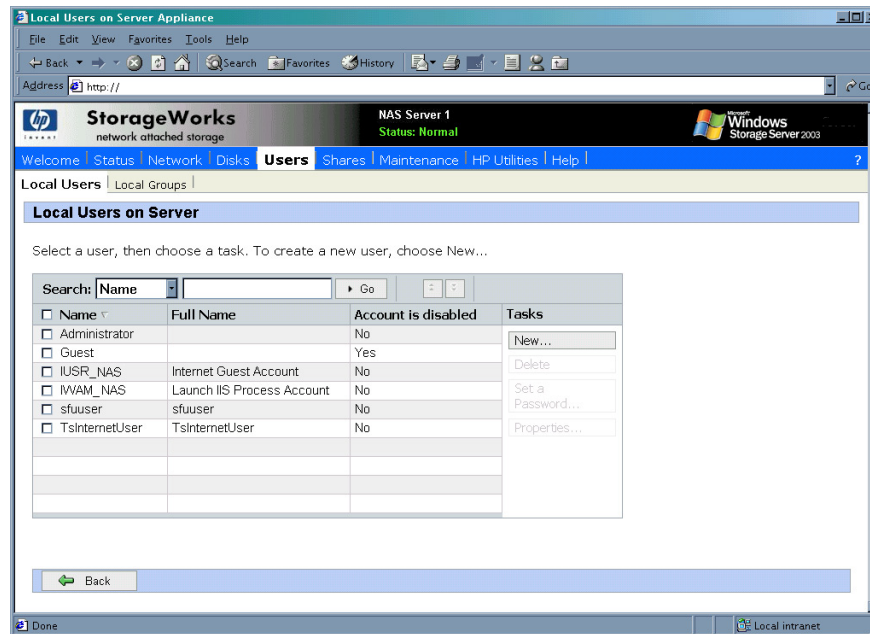 Local Users on Server Appliance
File Edit View Favorites Tools Help
Back Search Favorites History
Address http:// Go
hp
invent
StorageWorks
network attached storage
NAS Server 1
Status: Normal
Microsoft
Windows
Storage Server 2003
Welcome Status Network Disks Users Shares Maintenance HP Utilities Help ?
Local Users Local Groups
Local Users on Server
Select a user, then choose a task. To create a new user, choose New...
Search: Name Go
Name Full Name Account is disabled Tasks
Administrator No New...
Guest Yes
IUSR_NAS Internet Guest Account No Delete
IWAM_NAS Launch IIS Process Account No Set a
Password...
sfuuser sfuuser No
TsInternetUser TsInternetUser No Properties...
Back
Done Local intranet